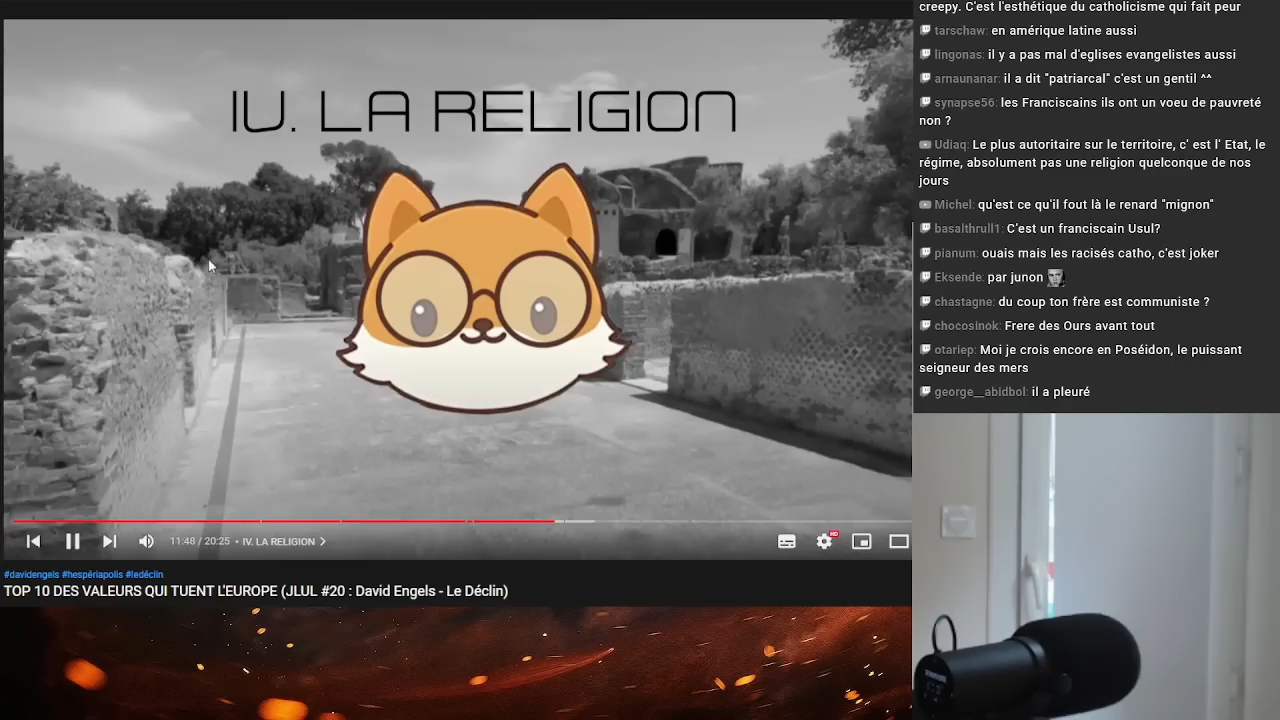 IV. LA RELIGION
11:48 / 20:25 • IV. LA RELIGION
HD
#davidengels #hespériapolis #ledéclin
TOP 10 DES VALEURS QUI TUENT L'EUROPE (JLUL #20 : David Engels - Le Déclin)
creepy. C'est l'esthétique du catholicisme qui fait peur
tarschaw: en amérique latine aussi
lingonas: il y a pas mal d'eglises evangelistes aussi
arnaunanar: il a dit "patriarcal" c'est un gentil ^^
synapse56: les Franciscains ils ont un voeu de pauvreté
non ?
Udiaq: Le plus autoritaire sur le territoire, c' est l' Etat, le
régime, absolument pas une religion quelconque de nos
jours
Michel: qu'est ce qu'il fout là le renard "mignon"
basalthrull1: C'est un franciscain Usul?
pianum: ouais mais les racisés catho, c'est joker
Eksende: par junon
chastagne: du coup ton frère est communiste ?
chocosinok: Frere des Ours avant tout
otariep: Moi je crois encore en Poséidon, le puissant
seigneur des mers
george__abidbol: il a pleuré